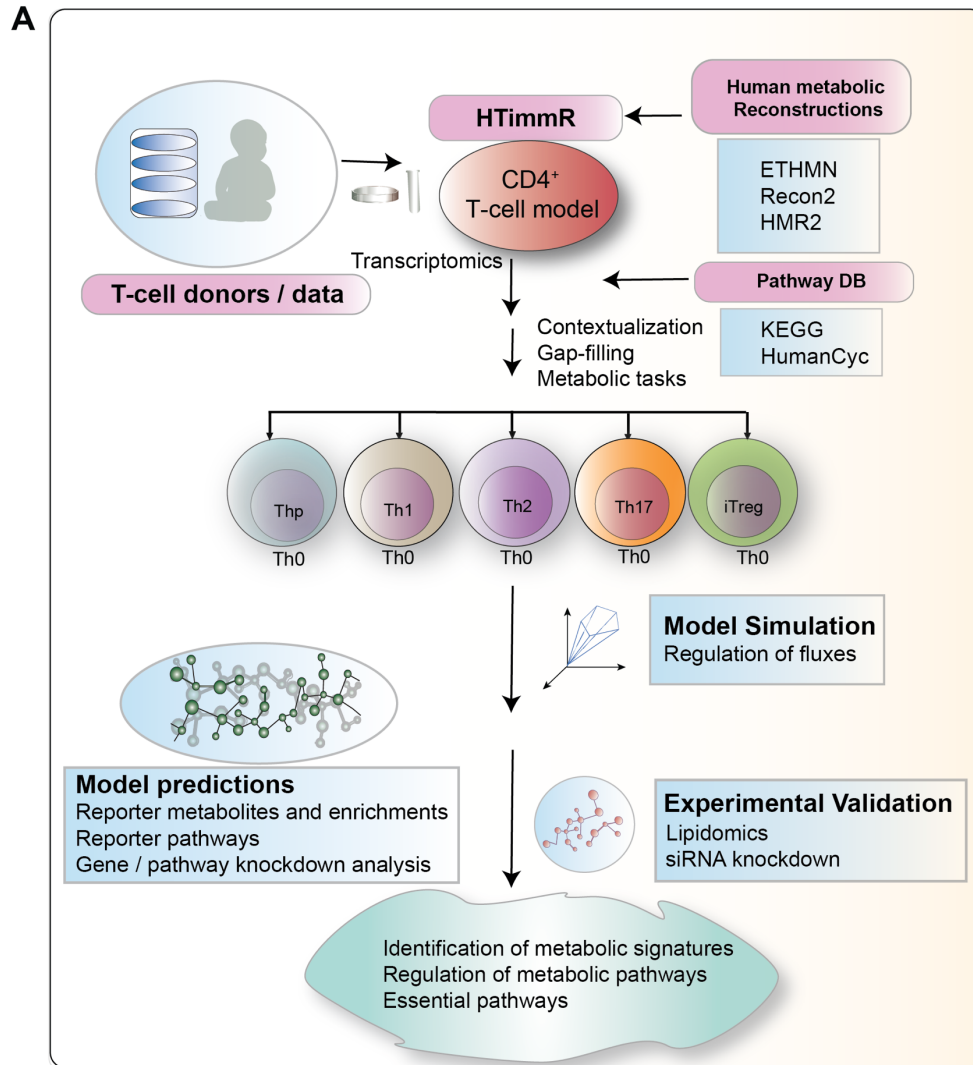 A
HTimmR
Human metabolic
Reconstructions
CD4⁺
T-cell model
ETHMN
Recon2
HMR2
Transcriptomics
T-cell donors / data
Pathway DB
KEGG
HumanCyc
Contextualization
Gap-filling
Metabolic tasks
Thp
Th1
Th2
Th17
iTreg
Th0
Th0
Th0
Th0
Th0
Model Simulation
Regulation of fluxes
Model predictions
Reporter metabolites and enrichments
Reporter pathways
Gene / pathway knockdown analysis
Experimental Validation
Lipidomics
siRNA knockdown
Identification of metabolic signatures
Regulation of metabolic pathways
Essential pathways